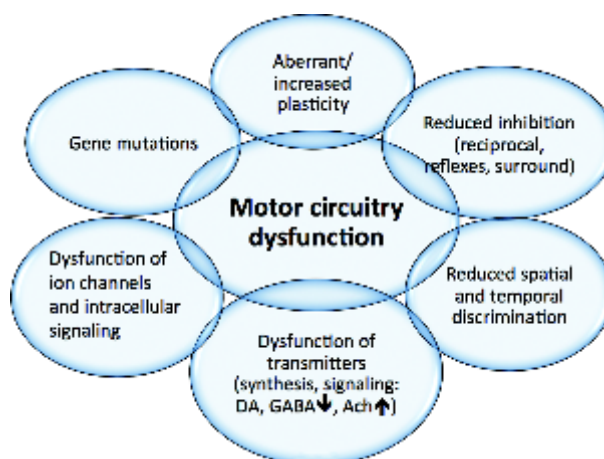 Aberrant/
increased
plasticity
Gene mutations
Reduced inhibition
(reciprocal,
reflexes, surround)
Motor circuitry
dysfunction
Dysfunction of
ion channels
and intracellular
signaling
Reduced spatial
and temporal
discrimination
Dysfunction of
transmitters
(synthesis, signaling:
DA, GABA🡇, Ach🡅)